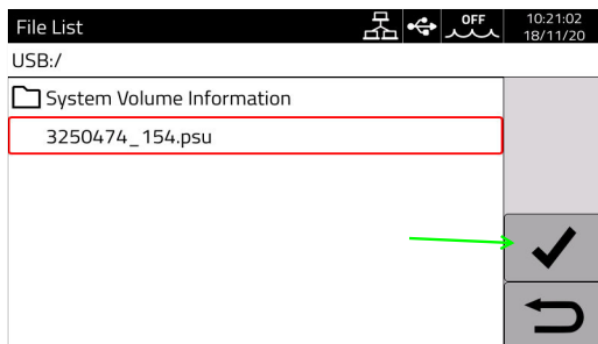 File List
OFF
10:21:02
18/11/20
USB:/
System Volume Information
3250474_154.psu